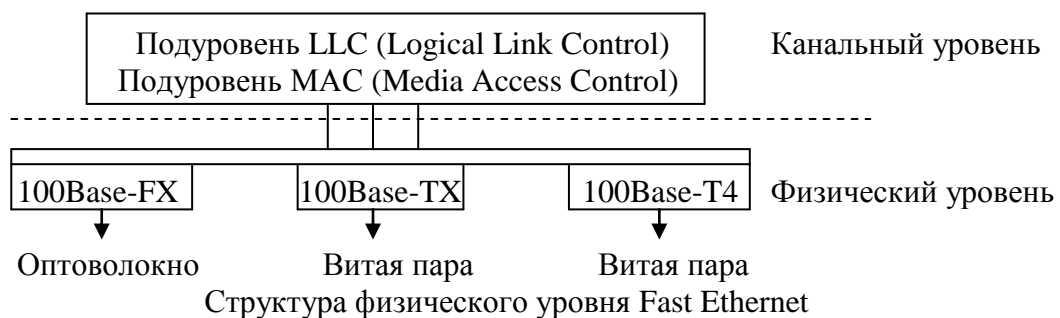 Подуровень LLC (Logical Link Control)
Канальный уровень
Подуровень MAC (Media Access Control)
100Base-FX 100Base-TX 100Base-T4 Физический уровень
Оптоволокно Витая пара Витая пара
Структура физического уровня Fast Ethernet